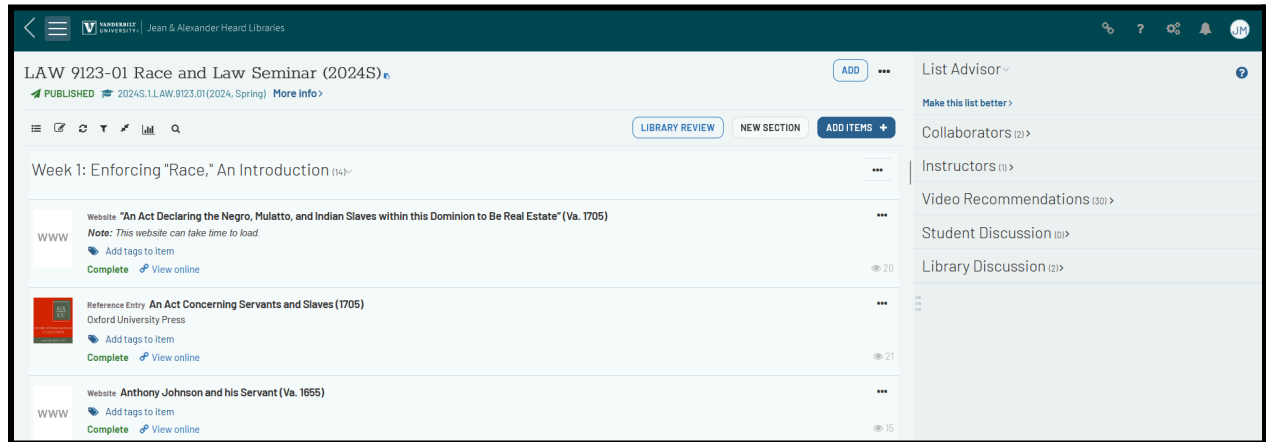 VANDERBILT UNIVERSITY Jean & Alexander Heard Libraries
? JM
LAW 9123-01 Race and Law Seminar (2024S)
ADD •••
PUBLISHED 2024S.1.LAW.9123.01 (2024, Spring) More info
LIBRARY REVIEW NEW SECTION ADD ITEMS +
Week 1: Enforcing "Race," An Introduction (14)
•••
Website "An Act Declaring the Negro, Mulatto, and Indian Slaves within this Dominion to Be Real Estate" (Va. 1705)
•••
WWW
Note: This website can take time to load.
Add tags to item
Complete View online
20
Reference Entry An Act Concerning Servants and Slaves (1705)
•••
Oxford University Press
Add tags to item
Complete View online
21
Website Anthony Johnson and his Servant (Va. 1655)
•••
WWW
Add tags to item
Complete View online
15
List Advisor
?
Make this list better >
Collaborators (2) >
Instructors (1) >
Video Recommendations (30) >
Student Discussion (0) >
Library Discussion (2) >